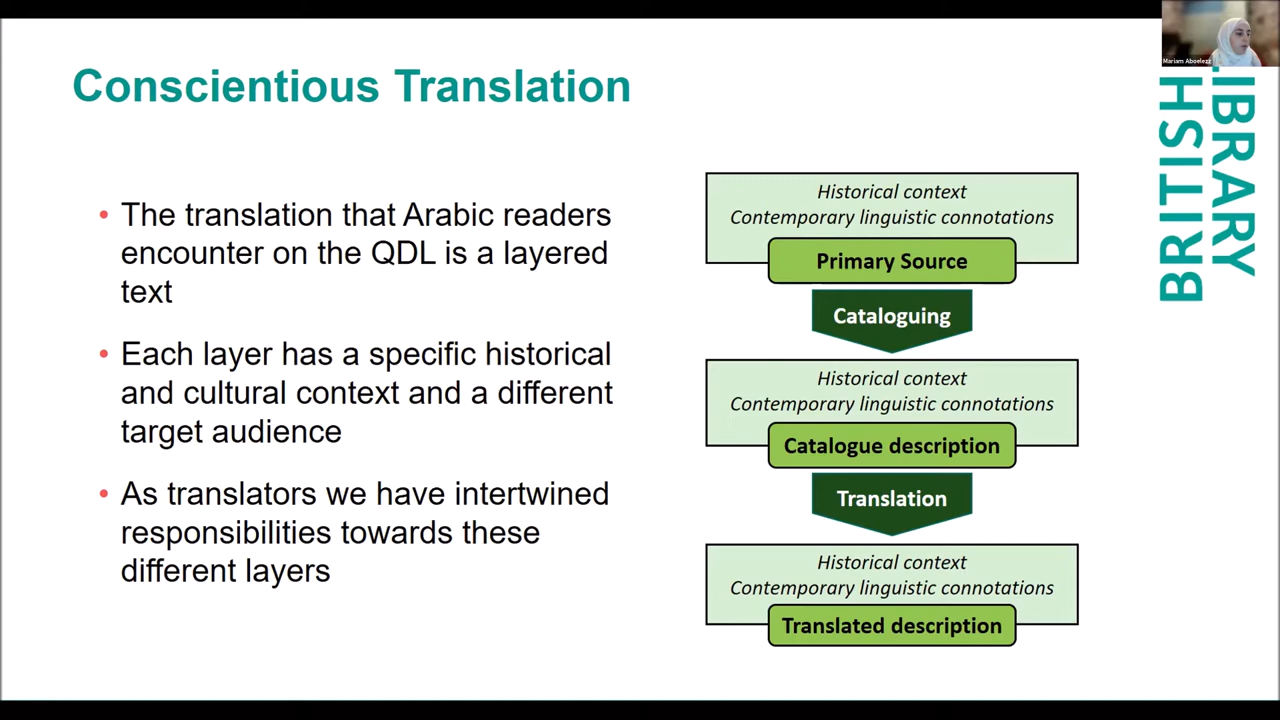 Conscientious Translation
• The translation that Arabic readers
encounter on the QDL is a layered
text
• Each layer has a specific historical
and cultural context and a different
target audience
• As translators we have intertwined
responsibilities towards these
different layers
Historical context
Contemporary linguistic connotations
Primary Source
Cataloguing
Historical context
Contemporary linguistic connotations
Catalogue description
Translation
Historical context
Contemporary linguistic connotations
Translated description
Mariam Aboelezz
BRITISH
LIBRARY